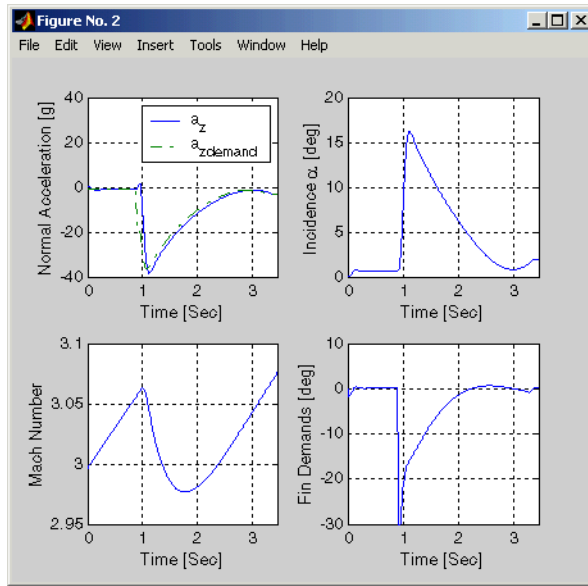 Figure No. 2
File Edit View Insert Tools Window Help
40
20
0
-20
-40
Normal Acceleration [g]
a_z
a_zdemand
0 1 2 3
Time [Sec]
20
15
10
5
0
Incidence α [deg]
0 1 2 3
Time [Sec]
3.1
3.05
3
2.95
Mach Number
0 1 2 3
Time [Sec]
10
0
-10
-20
-30
Fin Demands [deg]
0 1 2 3
Time [Sec]